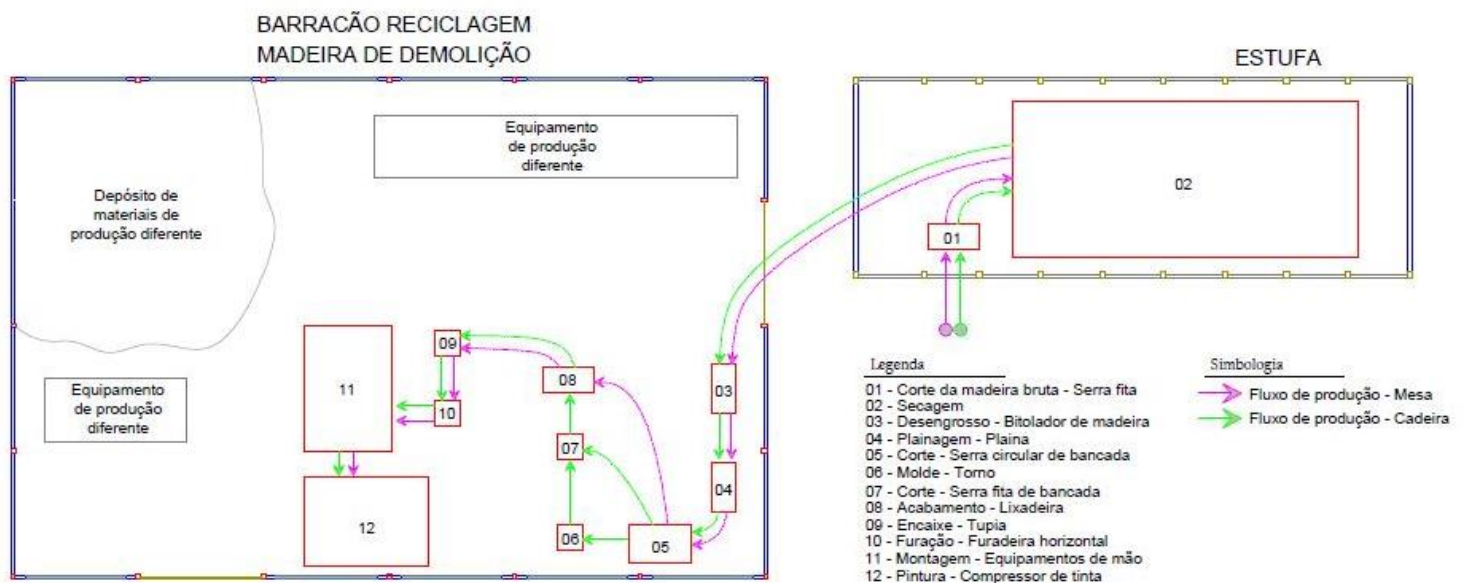 BARRACÃO RECICLAGEM
MADEIRA DE DEMOLIÇÃO
ESTUFA
Equipamento
de produção
diferente
Depósito de
materiais de
produção diferente
02
01
09
08
03
11
10
Equipamento
de produção
diferente
07
04
12
06
05
Legenda
01 - Corte da madeira bruta - Serra fita
02 - Secagem
03 - Desengrosso - Bitolador de madeira
04 - Plainagem - Plaina
05 - Corte - Serra circular de bancada
06 - Molde - Torno
07 - Corte - Serra fita de bancada
08 - Acabamento - Lixadeira
09 - Encaixe - Tupia
10 - Furação - Furadeira horizontal
11 - Montagem - Equipamentos de mão
12 - Pintura - Compressor de tinta
Simbologia
Fluxo de produção - Mesa
Fluxo de produção - Cadeira